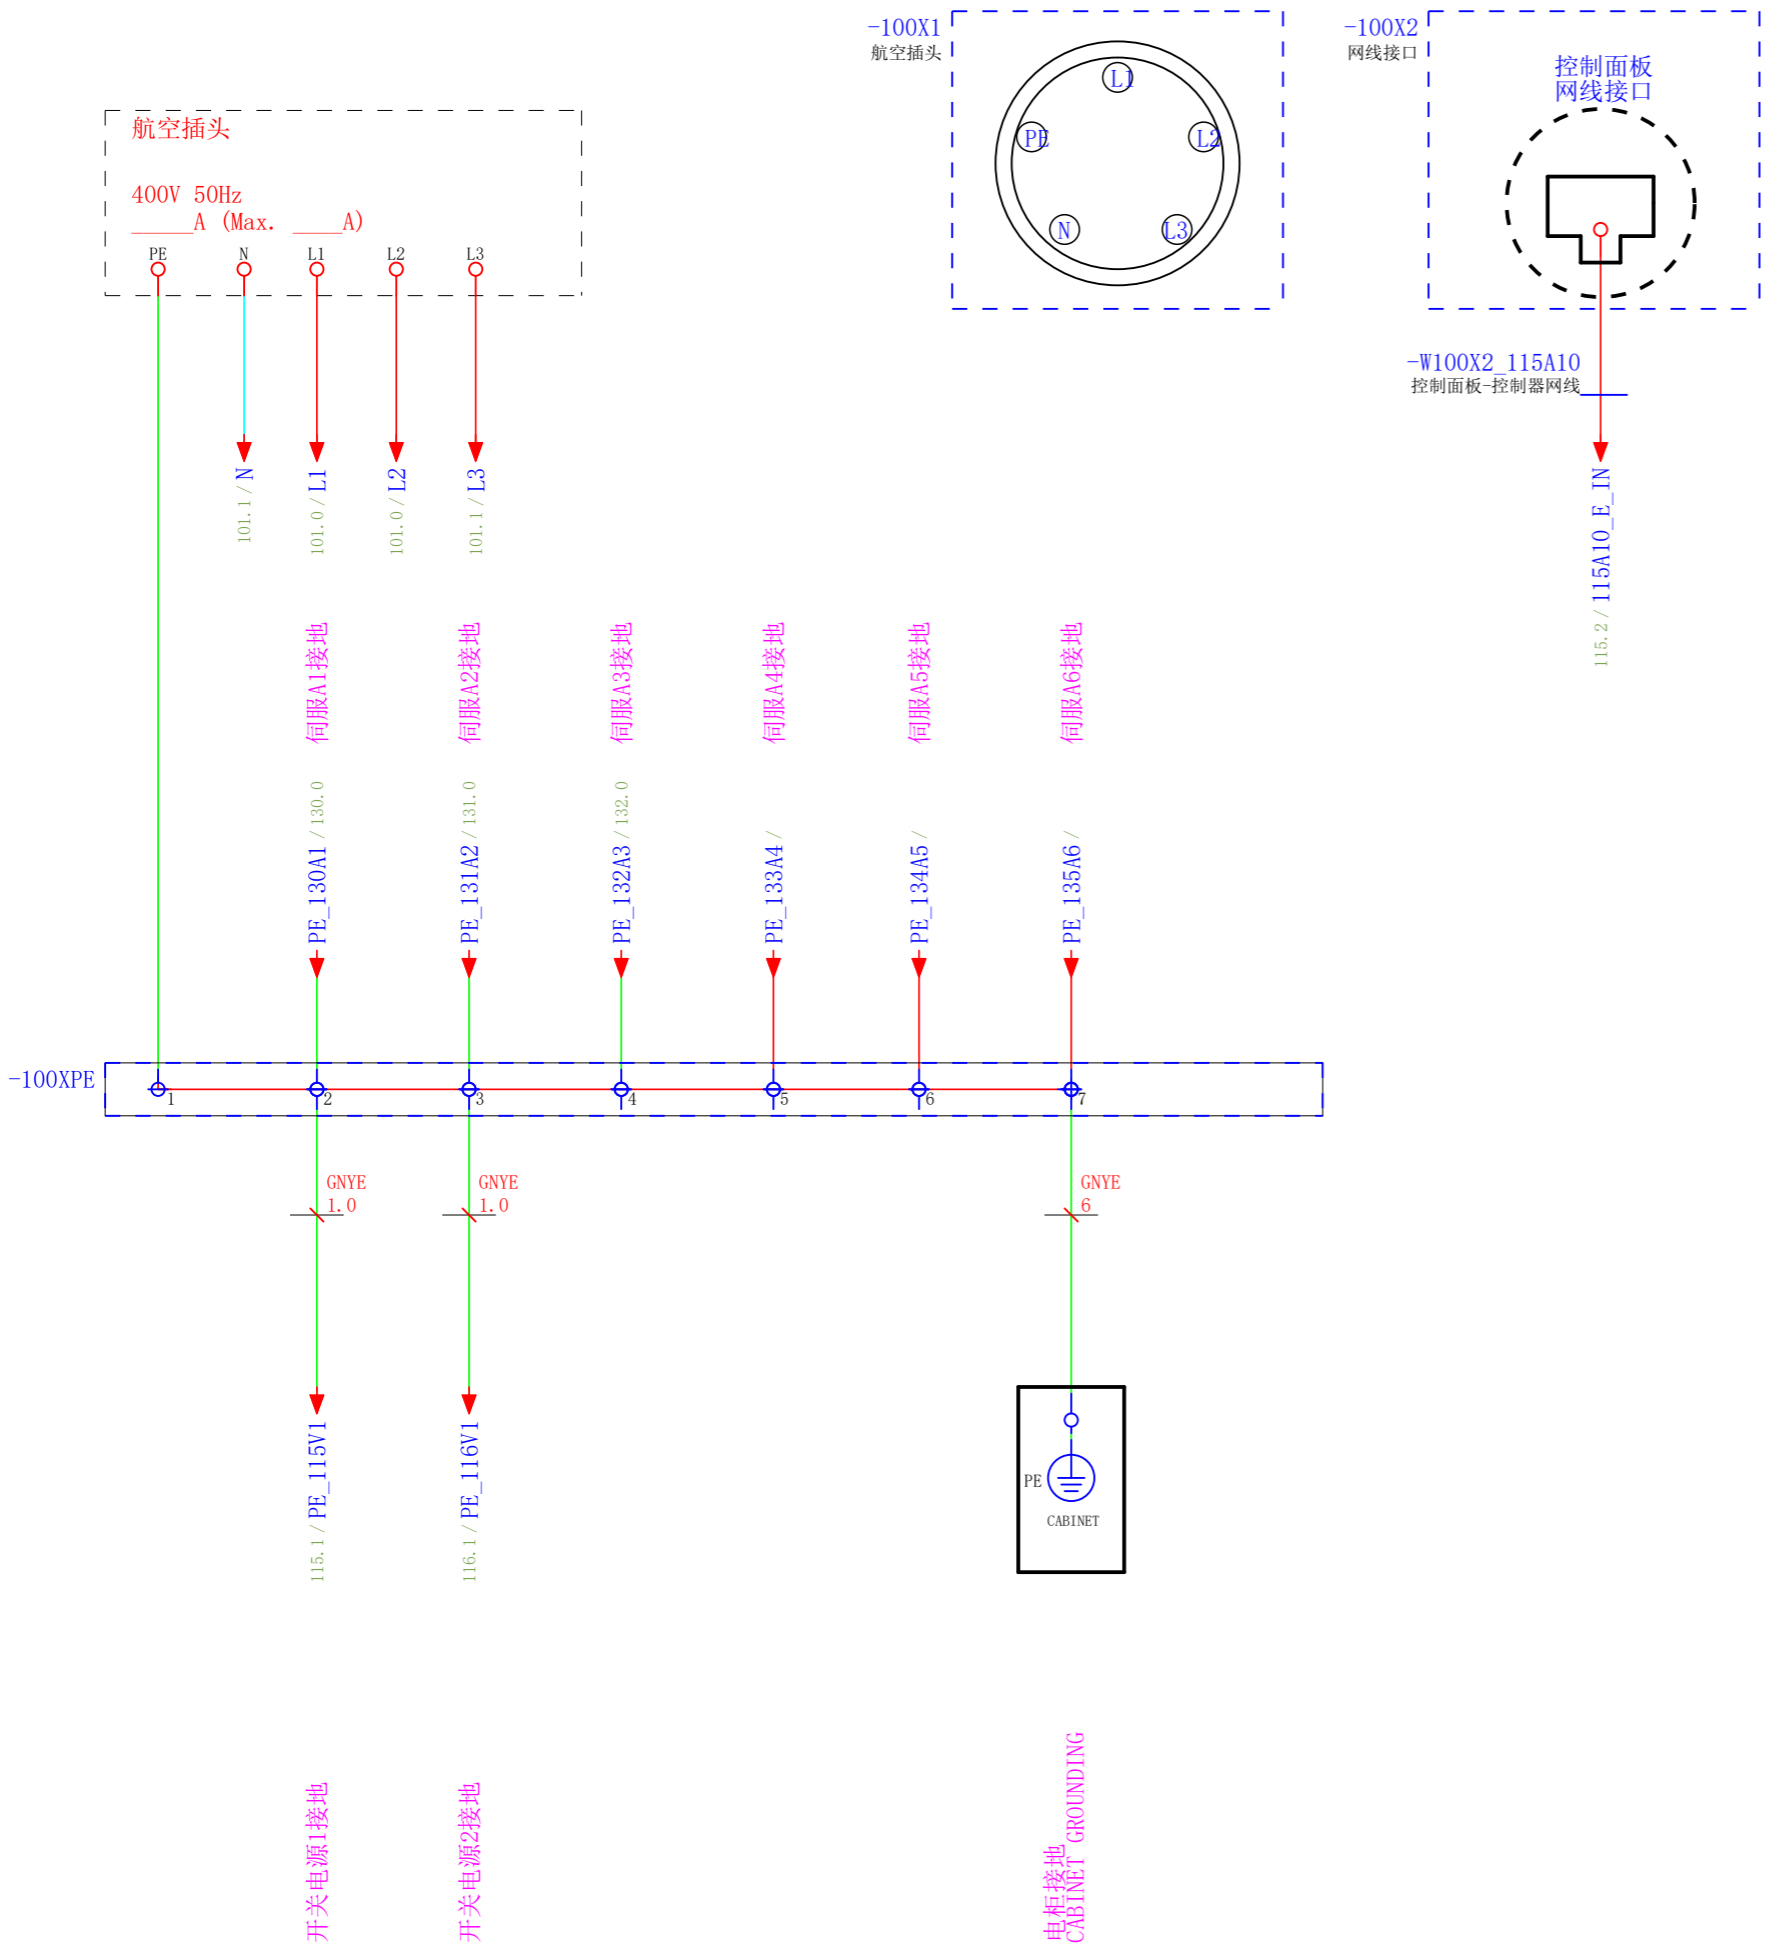 -100X1
航空插头
L1
PE
L2
N
L3
-100X2
网线接口
控制面板
网线接口
航空插头
400V 50Hz
_____A (Max. ____A)
PE
N
L1
L2
L3
-W100X2_115A10
控制面板-控制器网线
101.1 / N
101.0 / L1
101.0 / L2
101.1 / L3
115.2 / 115A10_E_IN
伺服A1接地
伺服A2接地
伺服A3接地
伺服A4接地
伺服A5接地
伺服A6接地
PE_130A1 / 130.0
PE_131A2 / 131.0
PE_132A3 / 132.0
PE_133A4 /
PE_134A5 /
PE_135A6 /
-100XPE
1
2
3
4
5
6
7
GNYE
1.0
GNYE
1.0
GNYE
6
115.1 / PE_115V1
116.1 / PE_116V1
PE
CABINET
开关电源1接地
开关电源2接地
电柜接地
CABINET GROUNDING